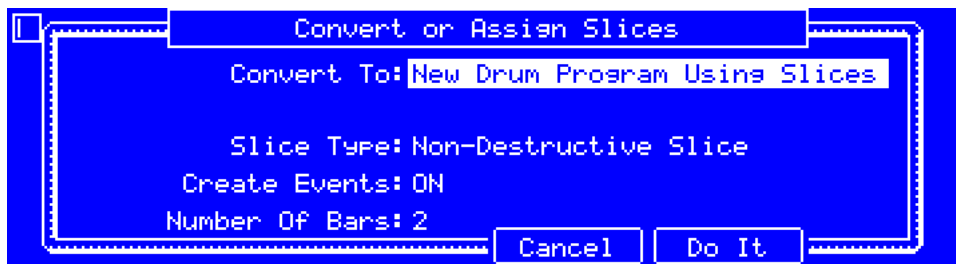 Convert or Assign Slices
Convert To:New Drum Program Using Slices
Slice Type:Non-Destructive Slice
Create Events:ON
Number Of Bars:2
Cancel Do It